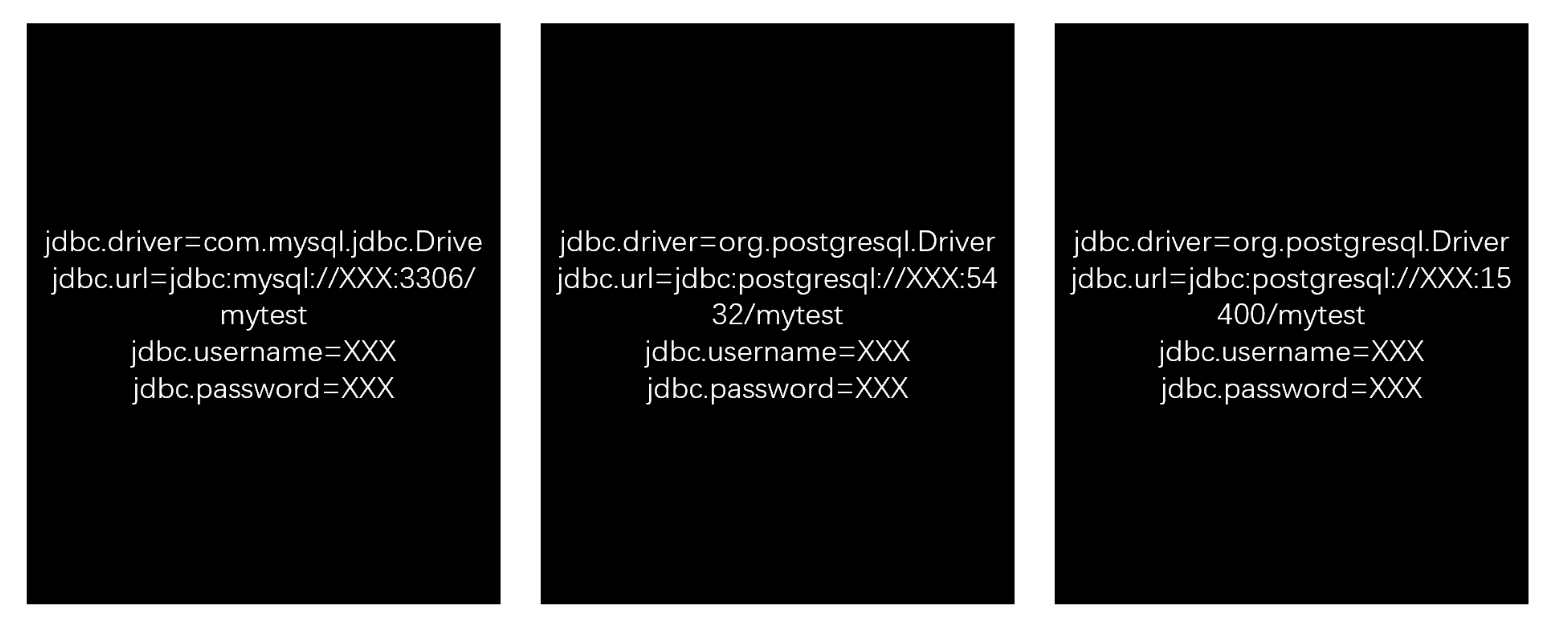 jdbc.driver=com.mysql.jdbc.Drive
jdbc.url=jdbc:mysql://XXX:3306/
mytest
jdbc.username=XXX
jdbc.password=XXX
jdbc.driver=org.postgresql.Driver
jdbc.url=jdbc:postgresql://XXX:54
32/mytest
jdbc.username=XXX
jdbc.password=XXX
jdbc.driver=org.postgresql.Driver
jdbc.url=jdbc:postgresql://XXX:15
400/mytest
jdbc.username=XXX
jdbc.password=XXX